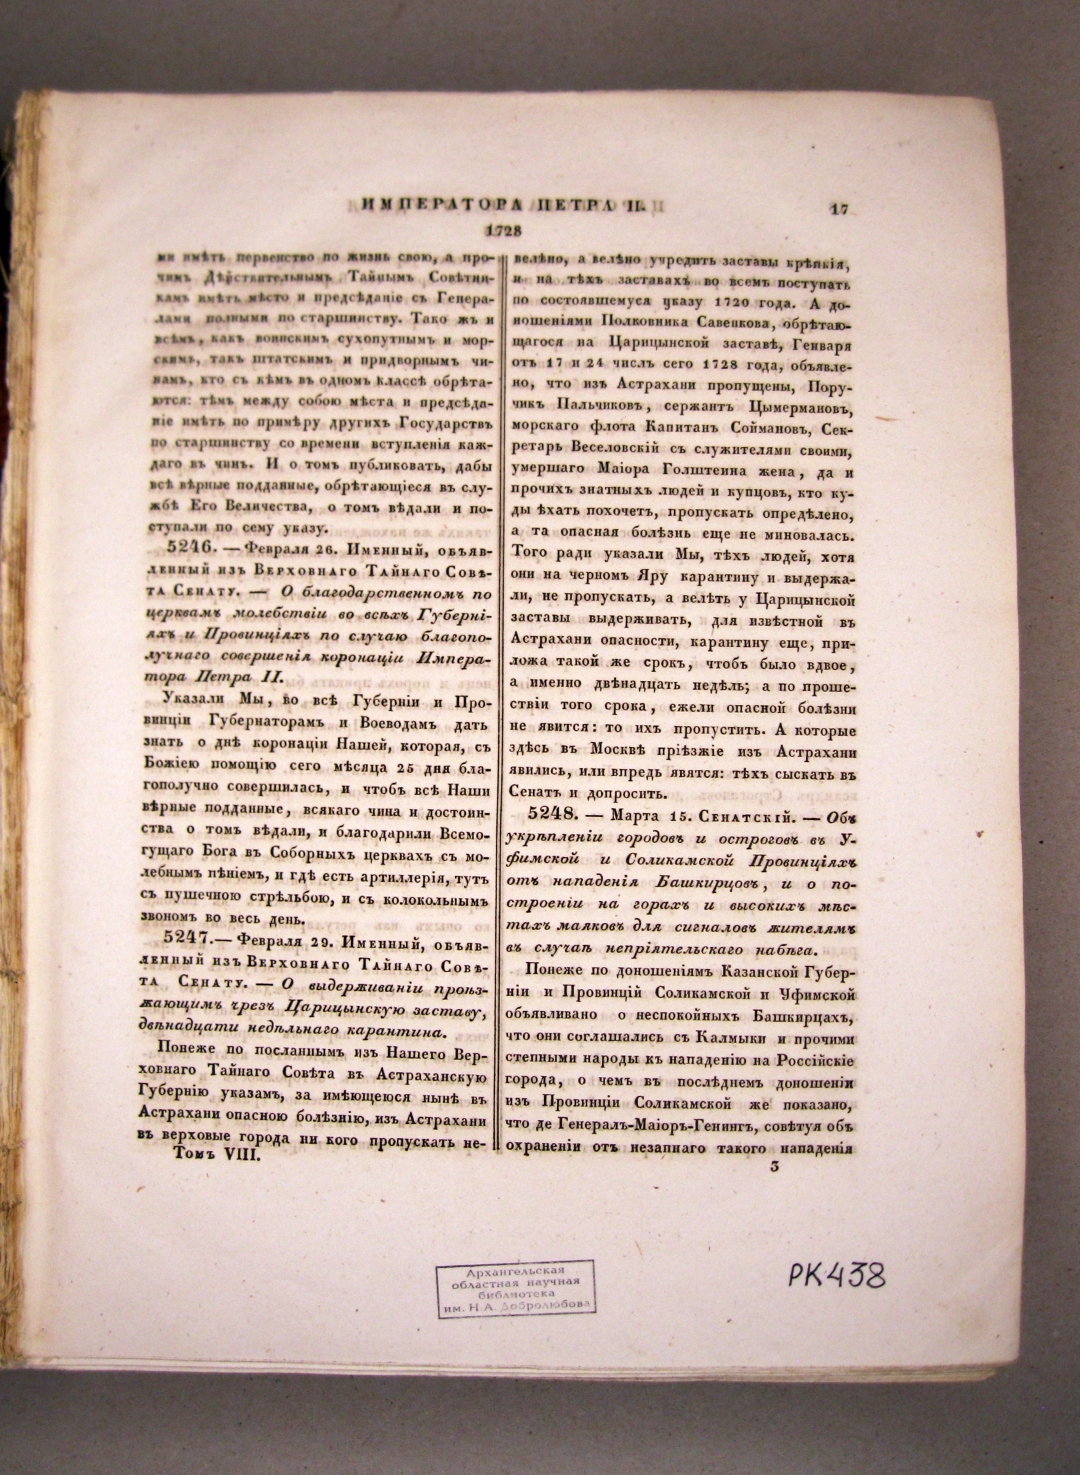 ИМПЕРАТОРА ПЕТРА II.
17
1728
ми имѣть первенство по жизнь свою, а про-
чимъ Дѣйствительнымъ Тайнымъ Совѣтни-
камъ имѣть мѣсто и предсѣданіе съ Генера-
лами полными по старшинству. Тако жъ и
всѣмъ, какъ воинскимъ сухопутнымъ и мор-
скимъ, такъ штатскимъ и придворнымъ чи-
намъ, кто съ кѣмъ въ одномъ классѣ обрѣта-
ются: тѣмъ между собою мѣста и предсѣда-
ніе имѣть по примѣру другихъ Государствъ
по старшинству со времени вступленія каж-
даго въ чинъ. И о томъ публиковать, дабы
всѣ вѣрные подданные, обрѣтающіеся въ слу-
жбѣ Его Величества, о томъ вѣдали и по-
ступали по сему указу.
5246. — Февраля 26. Именный, объяв-
ленный изъ Верховнаго Тайнаго Совѣ-
та Сенату. — О благодарственномъ по
церквамъ молебствіи во всѣхъ Губерні-
яхъ и Провинціяхъ по случаю благопо-
лучнаго совершенія коронаціи Импера-
тора Петра II.
Указали Мы, во всѣ Губерніи и Про-
винціи Губернаторамъ и Воеводамъ дать
знать о днѣ коронаціи Нашей, которая, съ
Божіею помощію сего мѣсяца 25 дня бла-
гополучно совершилась, и чтобъ всѣ Наши
вѣрные подданные, всякаго чина и достоин-
ства о томъ вѣдали, и благодарили Всемо-
гущаго Бога въ Соборныхъ церквахъ съ мо-
лебнымъ пѣніемъ, и гдѣ есть артиллерія, тутъ
съ пушечною стрѣльбою, и съ колокольнымъ
звономъ во весь день.
5247.— Февраля 29. Именный, объяв-
ленный изъ Верховнаго Тайнаго Совѣ-
та Сенату. — О выдерживаніи проѣз-
жающимъ чрезъ Царицынскую заставу,
двѣнадцати недѣльнаго карантина.
Понеже по посланнымъ изъ Нашего Вер-
ховнаго Тайнаго Совѣта въ Астраханскую
Губернію указамъ, за имѣющеюся нынѣ въ
Астрахани опасною болѣзнію, изъ Астрахани
въ верховые города ни кого пропускать не-
Томъ VIII.
велѣно, а велѣно учредить заставы крѣпкія,
и на тѣхъ заставахъ во всемъ поступать
по состоявшемуся указу 1720 года. А до-
ношеніями Полковника Савенкова, обрѣтаю-
щагося на Царицынской заставѣ, Генваря
отъ 17 и 24 числъ сего 1728 года, объявле-
но, что изъ Астрахани пропущены, Пору-
чикъ Пальчиковъ, сержантъ Цымермановъ,
морскаго флота Капитанъ Соймановъ, Сек-
ретарь Веселовскій съ служителями своими,
умершаго Маіора Голштеина жена, да и
прочихъ знатныхъ людей и купцовъ, кто ку-
ды ѣхать похочетъ, пропускать опредѣлено,
а та опасная болѣзнь еще не миновалась.
Того ради указали Мы, тѣхъ людей, хотя
они на черномъ Яру карантину и выдержа-
ли, не пропускать, а велѣть у Царицынской
заставы выдерживать, для извѣстной въ
Астрахани опасности, карантину еще, при-
ложа такой же срокъ, чтобъ было вдвое,
а именно двѣнадцать недѣль; а по проше-
ствіи того срока, ежели опасной болѣзни
не явится: то ихъ пропустить. А которые
здѣсь въ Москвѣ пріѣзжіе изъ Астрахани
явились, или впредь явятся: тѣхъ сыскать въ
Сенатъ и допросить.
5248. — Марта 15. Сенатскій. — Объ
укрѣпленіи городовъ и остроговъ въ У-
фимской и Соликамской Провинціяхъ
отъ нападенія Башкирцовъ, и о по-
строеніи на горахъ и высокихъ мѣс-
тахъ маяковъ для сигналовъ жителямъ
въ случаѣ непріятельскаго набѣга.
Понеже по доношеніямъ Казанской Губер-
ніи и Провинцій Соликамской и Уфимской
объявливано о неспокойныхъ Башкирцахъ,
что они соглашались съ Калмыки и прочими
степными народы къ нападенію на Россійскіе
города, о чемъ въ послѣднемъ доношеніи
изъ Провинціи Соликамской же показано,
что де Генералъ-Маіоръ-Генингъ, совѣтуя объ
охраненіи отъ незапнаго такого нападенія
3
Архангельская
областная научная
библиотека
им. Н.А. Добролюбова
РК438